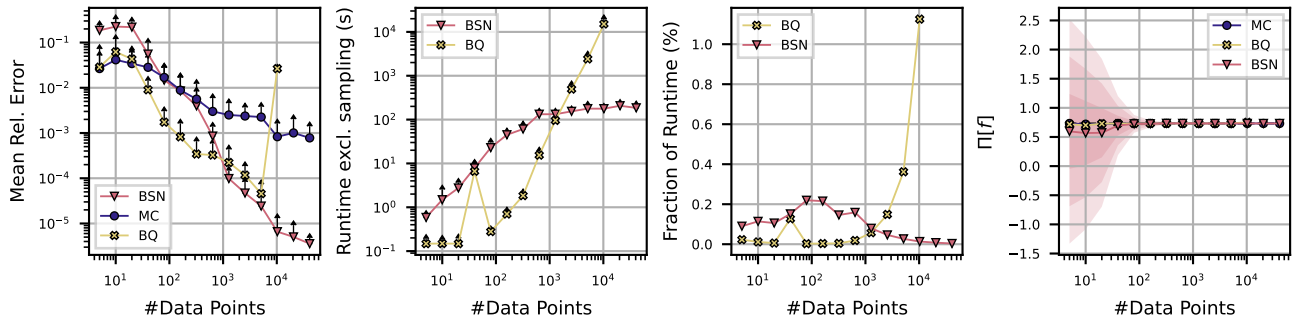 Mean Rel. Error
10⁻¹
10⁻²
10⁻³
10⁻⁴
10⁻⁵
BSN
MC
BQ
10¹
10²
10³
10⁴
#Data Points
Runtime excl. sampling (s)
10⁴
10³
10²
10¹
10⁰
10⁻¹
BSN
BQ
10¹
10²
10³
10⁴
#Data Points
Fraction of Runtime (%)
1.0
0.8
0.6
0.4
0.2
0.0
BQ
BSN
10¹
10²
10³
10⁴
#Data Points
Π[f]
2.5
2.0
1.5
1.0
0.5
0.0
−0.5
−1.0
−1.5
MC
BQ
BSN
10¹
10²
10³
10⁴
#Data Points